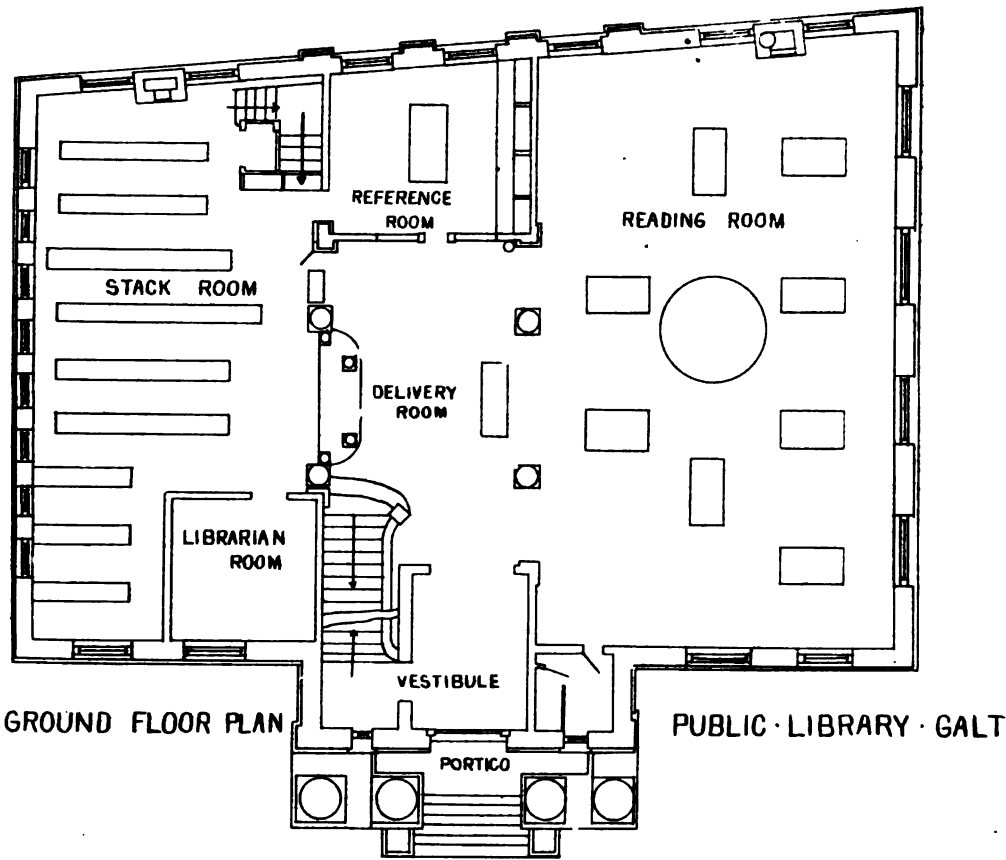 REFERENCE
ROOM
READING ROOM
STACK ROOM
DELIVERY
ROOM
LIBRARIAN
ROOM
VESTIBULE
GROUND FLOOR PLAN
PUBLIC · LIBRARY · GALT
PORTICO